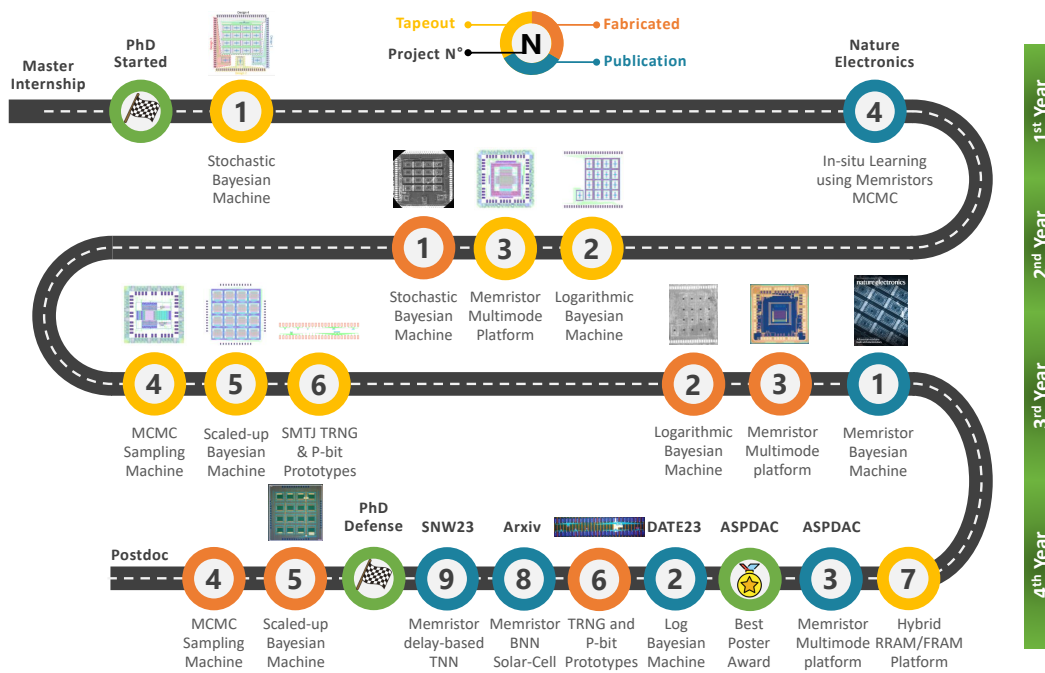 Tapeout
Fabricated
Project N°
N
Publication
PhD
Started
Master
Internship
Nature
Electronics
1
4
Stochastic
Bayesian
Machine
In-situ Learning
using Memristors
MCMC
1st Year
1
3
2
Stochastic
Bayesian
Machine
Memristor
Multimode
Platform
Logarithmic
Bayesian
Machine
2nd Year
nature electronics
4
5
6
2
3
1
MCMC
Sampling
Machine
Scaled-up
Bayesian
Machine
SMTJ TRNG
& P-bit
Prototypes
Logarithmic
Bayesian
Machine
Memristor
Multimode
platform
Memristor
Bayesian
Machine
3rd Year
Postdoc
PhD
Defense
SNW23
Arxiv
DATE23
ASPDAC
ASPDAC
4
5
9
8
6
2
3
7
MCMC
Sampling
Machine
Scaled-up
Bayesian
Machine
Memristor
delay-based
TNN
Memristor
BNN
Solar-Cell
TRNG and
P-bit
Prototypes
Log
Bayesian
Machine
Best
Poster
Award
Memristor
Multimode
platform
Hybrid
RRAM/FRAM
Platform
4th Year